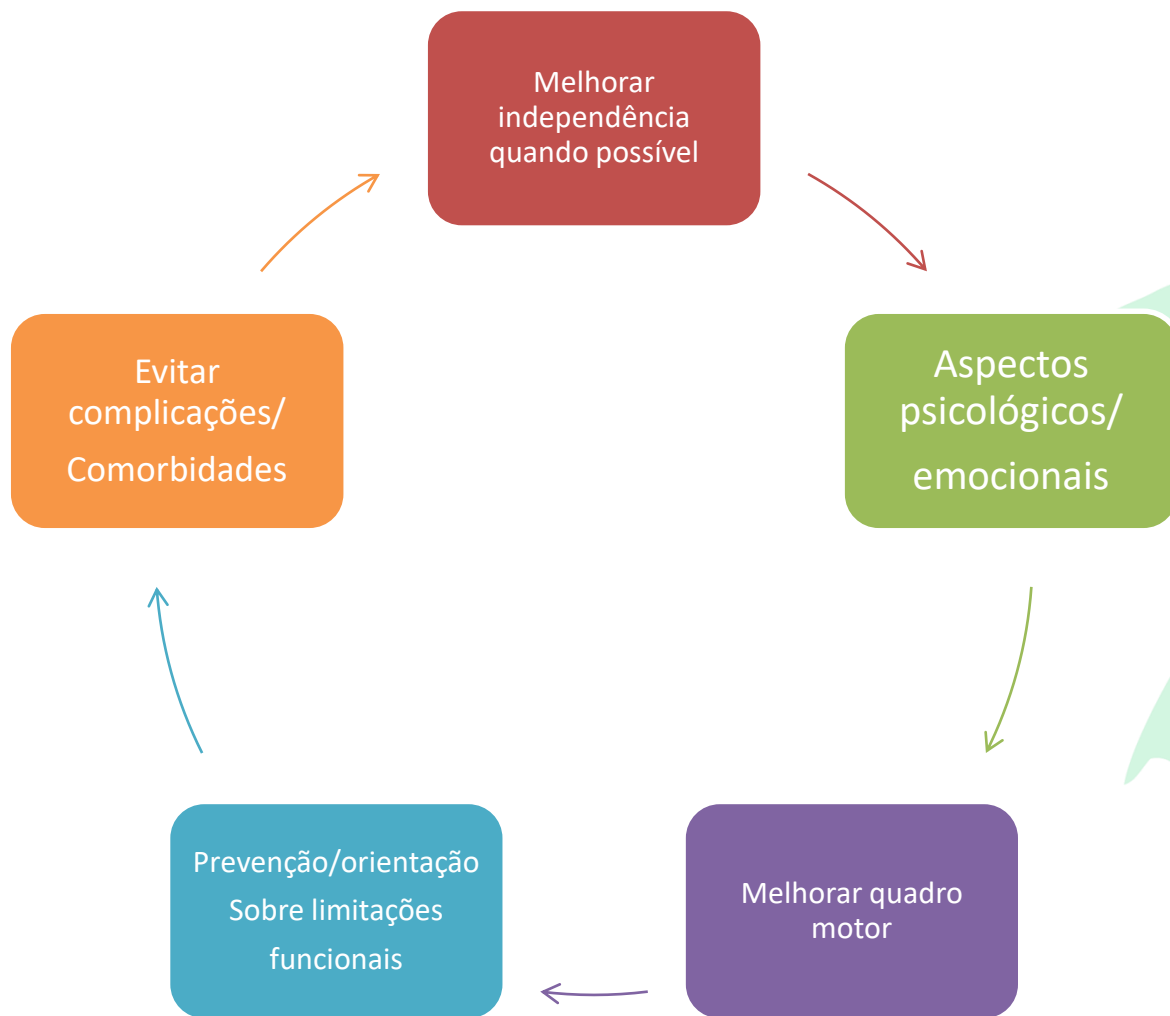 Melhorar
independência
quando possível
Aspectos
psicológicos/
emocionais
Melhorar quadro
motor
Prevenção/orientação
Sobre limitações
funcionais
Evitar
complicações/
Comorbidades